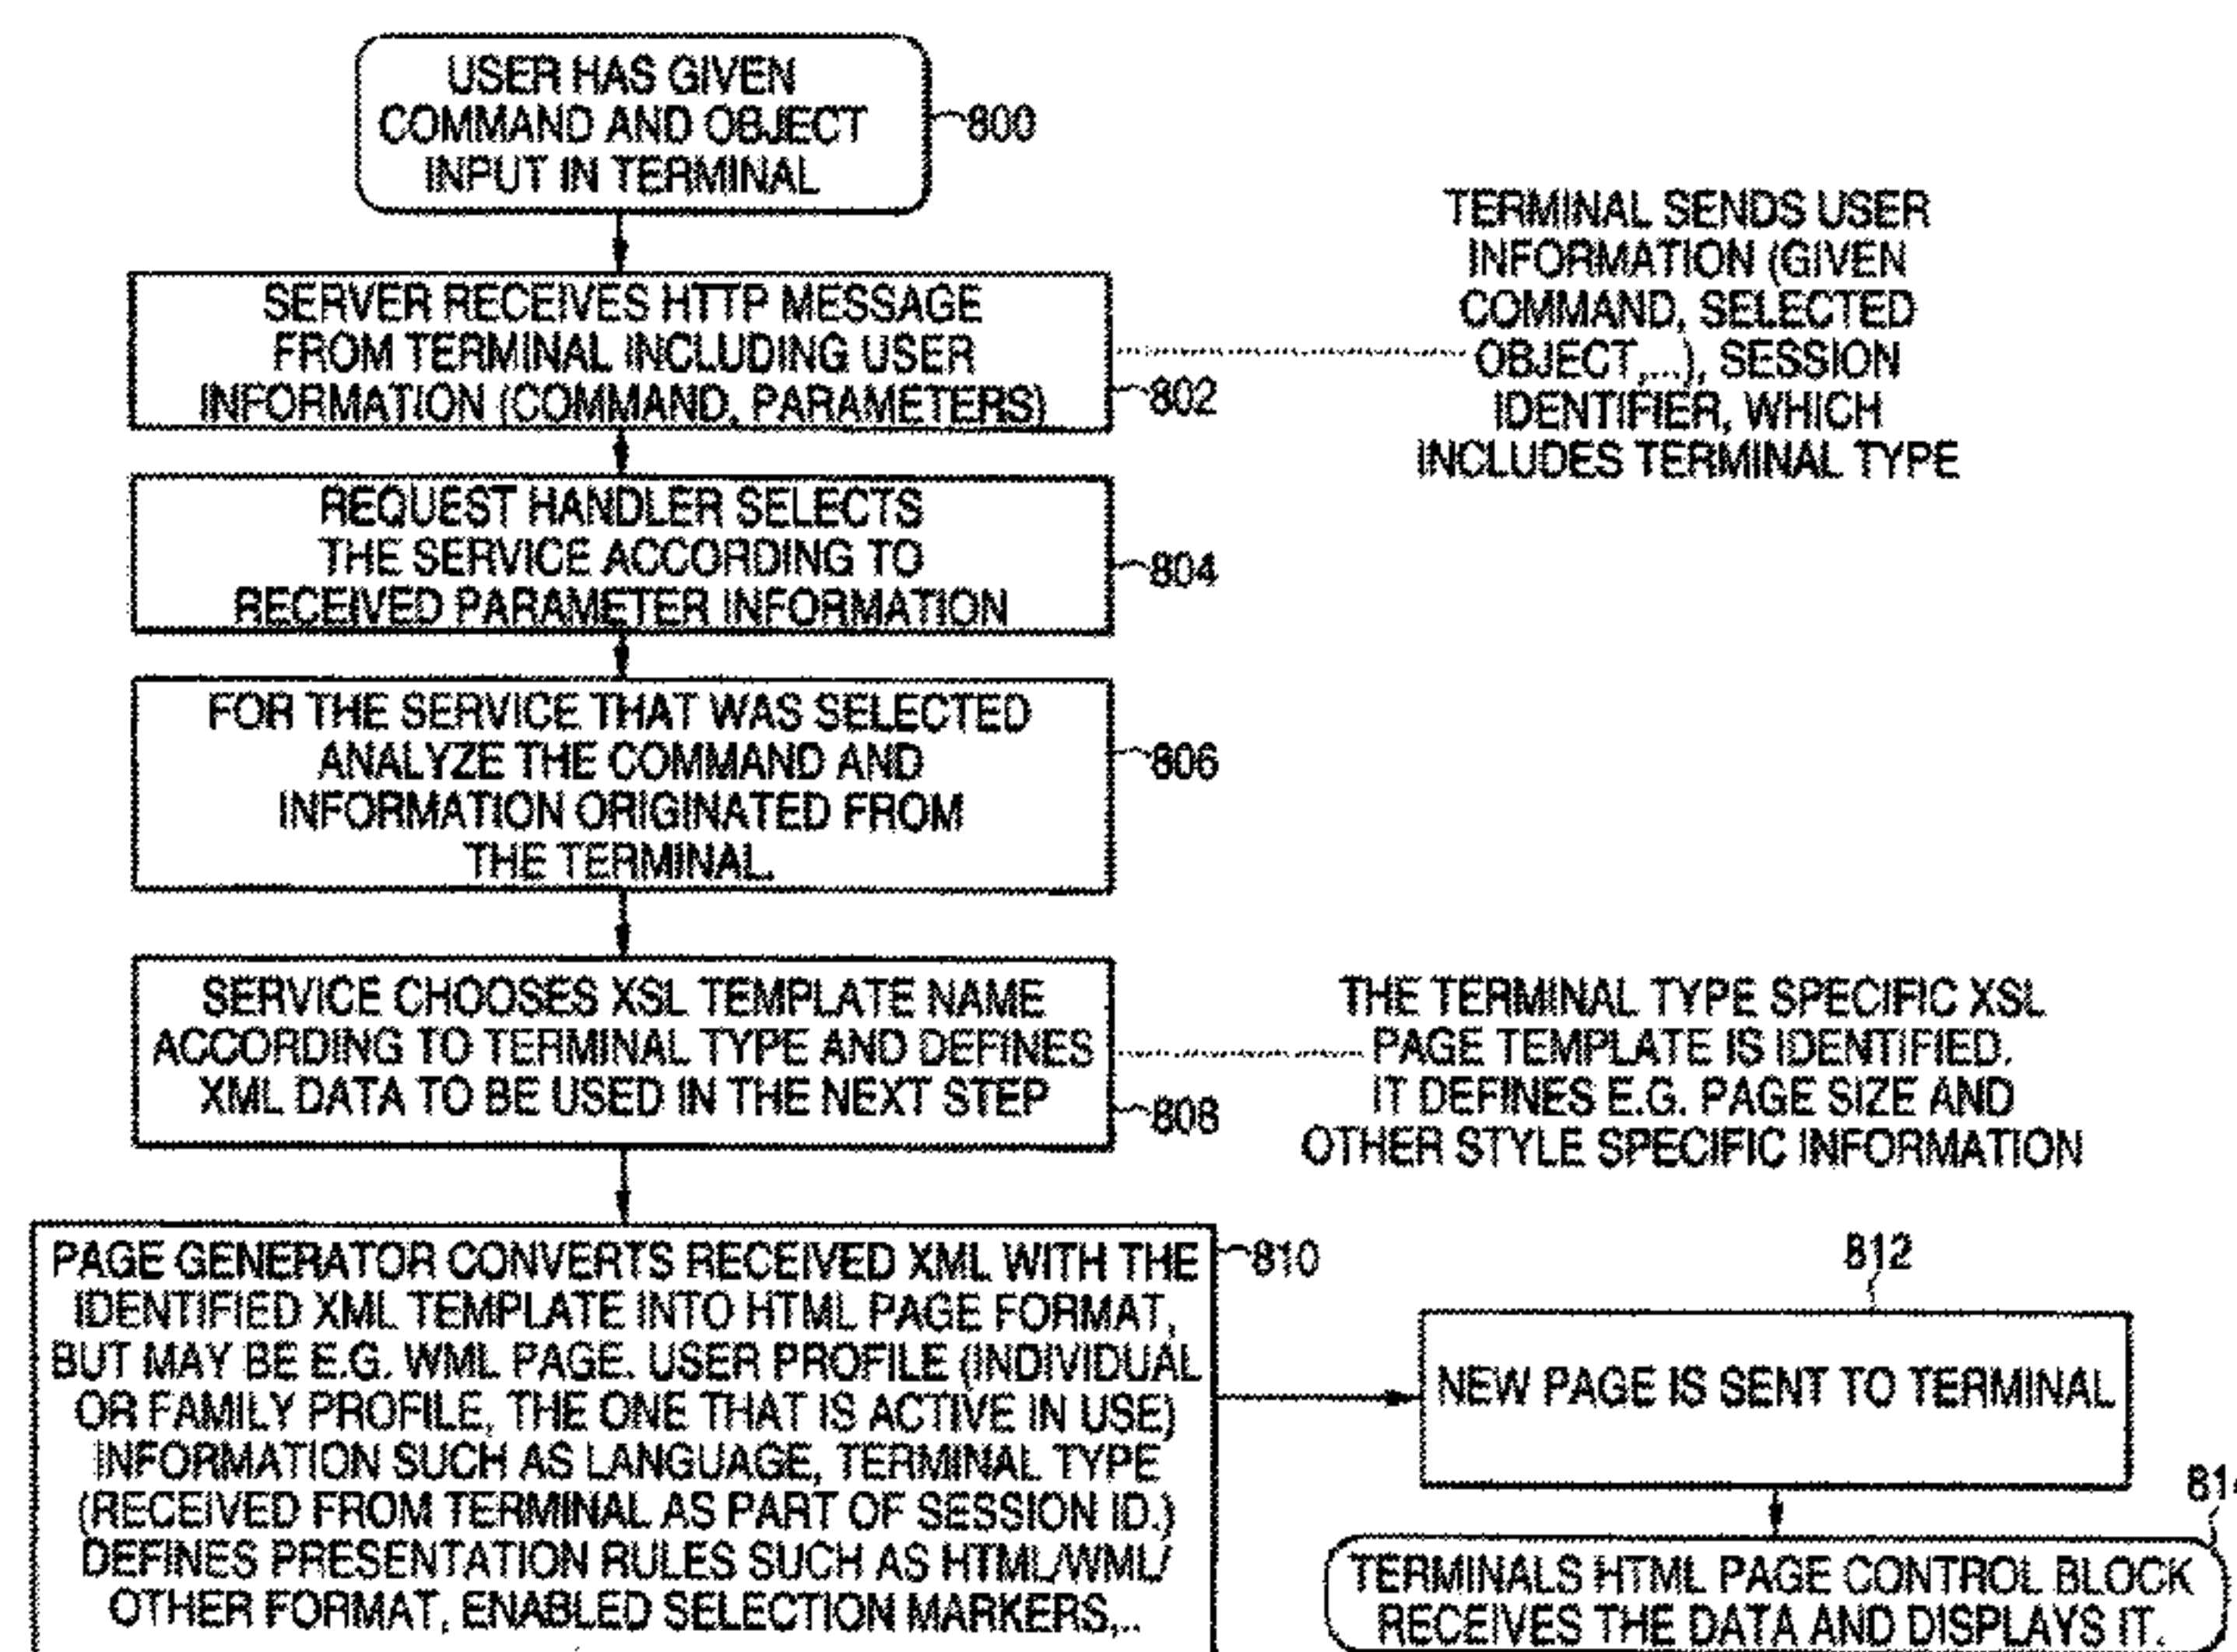 USER HAS GIVEN
COMMAND AND OBJECT
INPUT IN TERMINAL
800
SERVER RECEIVES HTTP MESSAGE
FROM TERMINAL INCLUDING USER
INFORMATION (COMMAND, PARAMETERS)
802
TERMINAL SENDS USER
INFORMATION (GIVEN
COMMAND, SELECTED
OBJECT,...), SESSION
IDENTIFIER, WHICH
INCLUDES TERMINAL TYPE
REQUEST HANDLER SELECTS
THE SERVICE ACCORDING TO
RECEIVED PARAMETER INFORMATION
804
FOR THE SERVICE THAT WAS SELECTED
ANALYZE THE COMMAND AND
INFORMATION ORIGINATED FROM
THE TERMINAL.
806
SERVICE CHOOSES XSL TEMPLATE NAME
ACCORDING TO TERMINAL TYPE AND DEFINES
XML DATA TO BE USED IN THE NEXT STEP
808
THE TERMINAL TYPE SPECIFIC XSL
PAGE TEMPLATE IS IDENTIFIED.
IT DEFINES E.G. PAGE SIZE AND
OTHER STYLE SPECIFIC INFORMATION
PAGE GENERATOR CONVERTS RECEIVED XML WITH THE
IDENTIFIED XML TEMPLATE INTO HTML PAGE FORMAT,
BUT MAY BE E.G. WML PAGE. USER PROFILE (INDIVIDUAL
OR FAMILY PROFILE, THE ONE THAT IS ACTIVE IN USE)
INFORMATION SUCH AS LANGUAGE, TERMINAL TYPE
(RECEIVED FROM TERMINAL AS PART OF SESSION ID.)
DEFINES PRESENTATION RULES SUCH AS HTML/WML/
OTHER FORMAT, ENABLED SELECTION MARKERS,..
810
812
NEW PAGE IS SENT TO TERMINAL
TERMINALS HTML PAGE CONTROL BLOCK
RECEIVES THE DATA AND DISPLAYS IT.